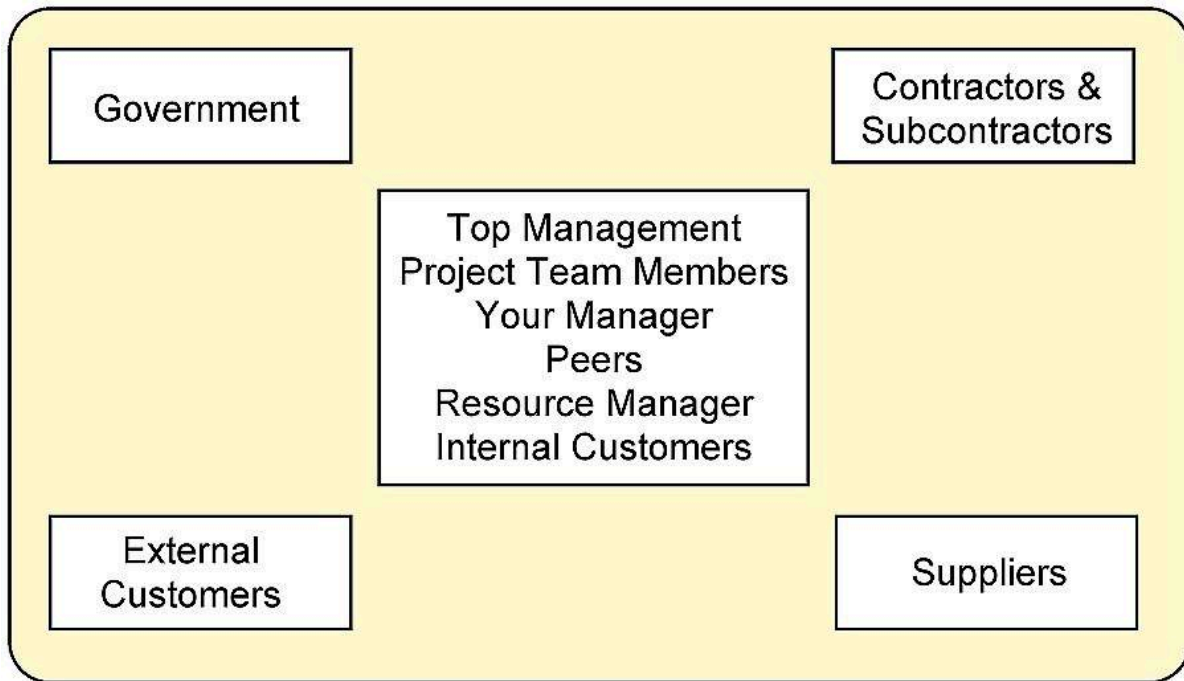 Government
Contractors &
Subcontractors
Top Management
Project Team Members
Your Manager
Peers
Resource Manager
Internal Customers
External
Customers
Suppliers